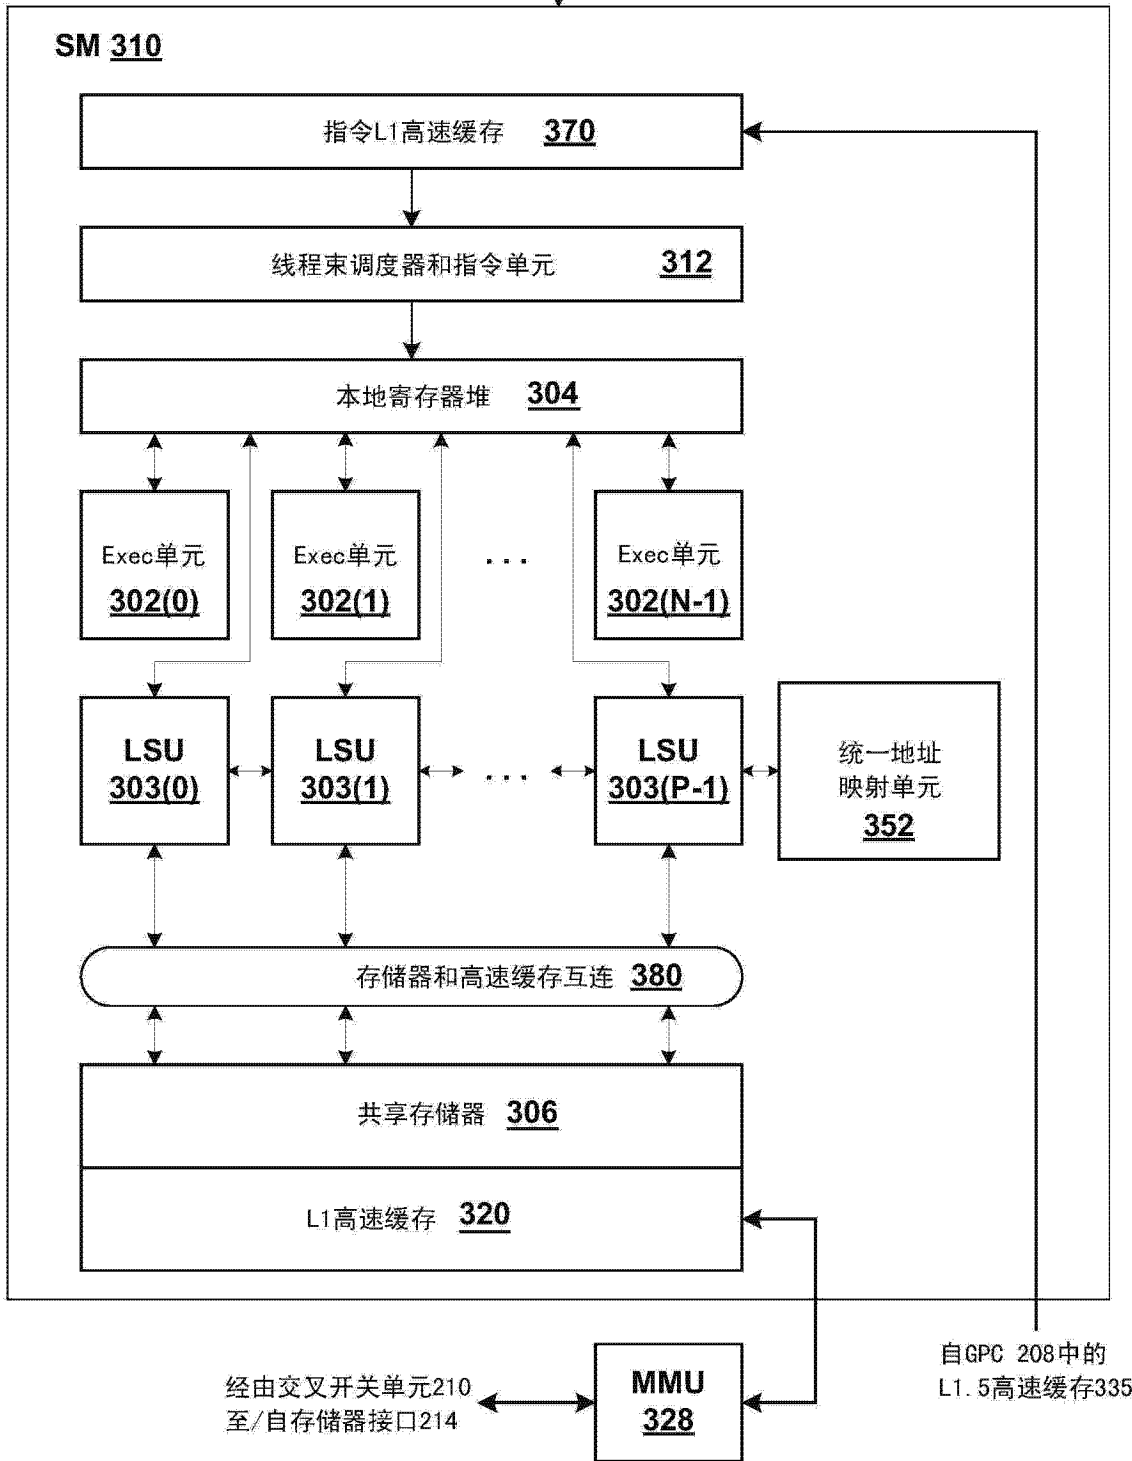 SM 310
指令L1高速缓存 370
线程束调度器和指令单元 312
本地寄存器堆 304
Exec单元
302(0)
Exec单元
302(1)
...
Exec单元
302(N-1)
LSU
303(0)
LSU
303(1)
...
LSU
303(P-1)
统一地址
映射单元
352
存储器和高速缓存互连 380
共享存储器 306
L1高速缓存 320
MMU
328
经由交叉开关单元210
至/自存储器接口214
自GPC 208中的
L1.5高速缓存335